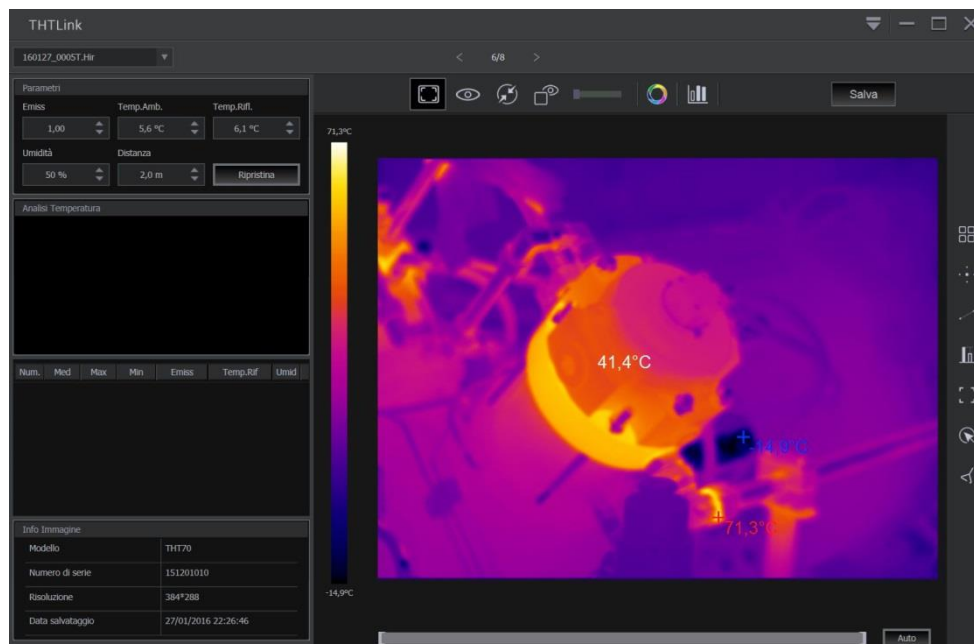 THTLink
160127_0005T.Hir
6/8
Parametri
Emiss Temp.Amb. Temp.Rifl.
1,00 5,6 °C 6,1 °C
Umidità Distanza
50 % 2,0 m Ripristina
Analisi Temperatura
Num. Med Max Min Emiss Temp.Rif Umid
Info Immagine
Modello THT70
Numero di serie 151201010
Risoluzione 384*288
Data salvataggio 27/01/2016 22:26:46
Salva
71,3°C
41,4°C
-14,9°C
71,3°C
-14,9°C
Auto